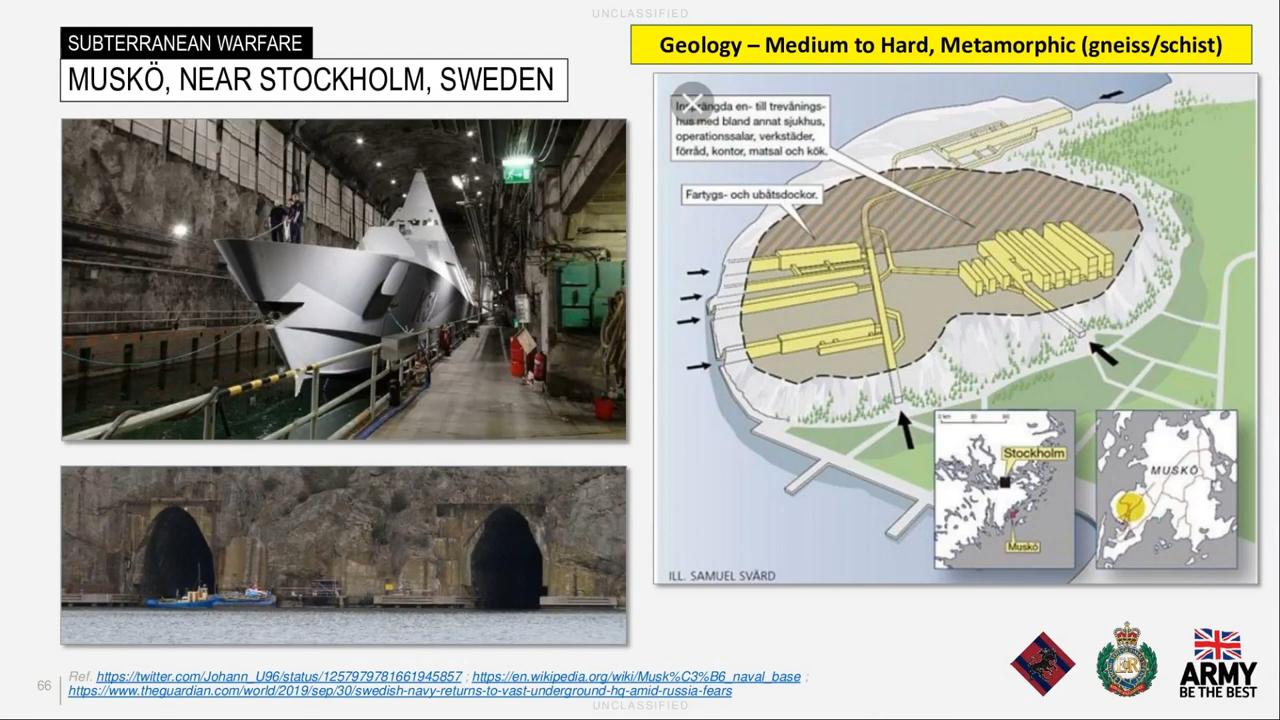 UNCLASSIFIED
SUBTERRANEAN WARFARE
MUSKÖ, NEAR STOCKHOLM, SWEDEN
Geology – Medium to Hard, Metamorphic (gneiss/schist)
en- till trevånings-
hus med bland annat sjukhus,
operationssalar, verkstäder,
förråd, kontor, matsal och kök.
Fartygs- och ubåtsdockor.
Stockholm
Muskö
MUSKÖ
ILL. SAMUEL SVÄRD
66
Ref. https://twitter.com/Johann_U96/status/1257979781661945857 ; https://en.wikipedia.org/wiki/Musk%C3%B6_naval_base ;
https://www.theguardian.com/world/2019/sep/30/swedish-navy-returns-to-vast-underground-hq-amid-russia-fears
ARMY
BE THE BEST
UNCLASSIFIED